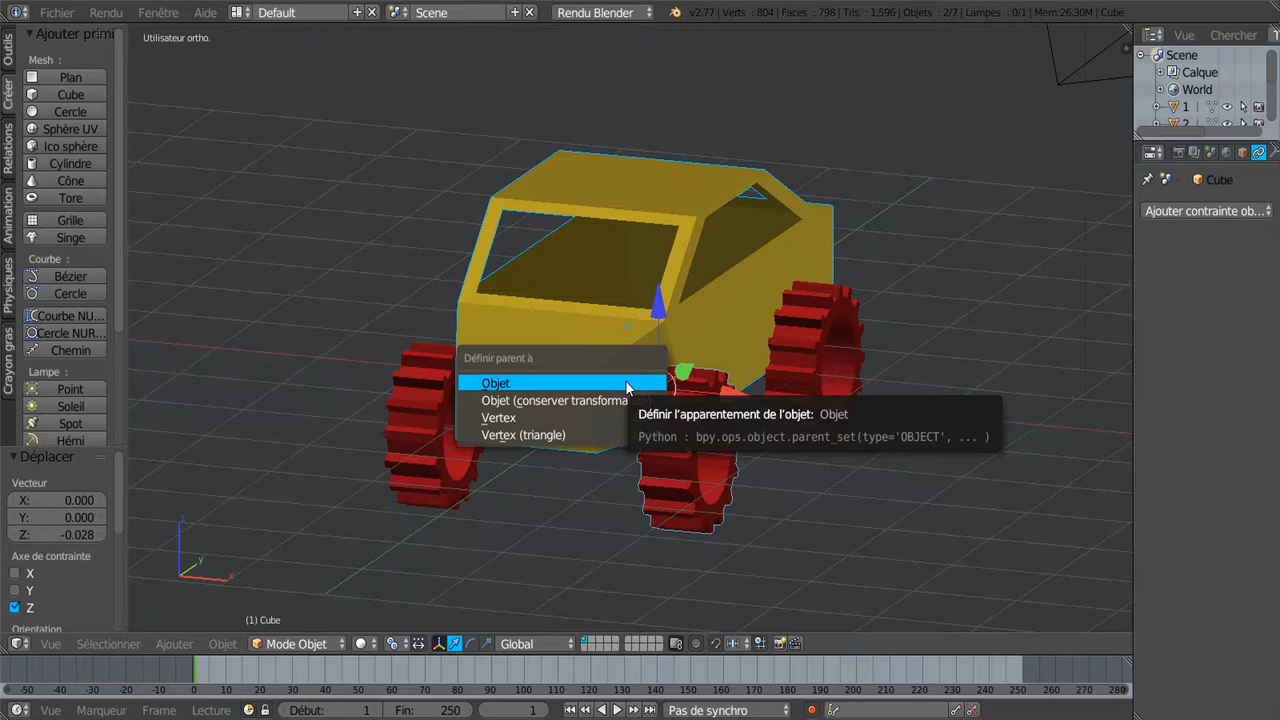 Fichier Rendu Fenêtre Aide Default Scene Rendu Blender v2.77 | Verts : 804 | Faces : 798 | Tris : 1,596 | Objets : 2/7 | Lampes : 0/1 | Mem:26.30M | Cube
Outils
Créer
Relations
Animation
Physiques
Crayon gras
Ajouter primi
Mesh :
Plan
Cube
Cercle
Sphère UV
Ico sphère
Cylindre
Cône
Tore
Grille
Singe
Courbe :
Bézier
Cercle
Courbe NU...
Cercle NUR...
Chemin
Lampe :
Point
Soleil
Spot
Hémi
Déplacer
Vecteur
X: 0.000
Y: 0.000
Z: -0.028
Axe de contrainte
X
Y
Z
Orientation
Utilisateur ortho.
Définir parent à
Objet
Objet (conserver transforma
Vertex
Vertex (triangle)
Définir l'apparentement de l'objet: Objet
Python : bpy.ops.object.parent_set(type='OBJECT', ... )
z
y
x
(1) Cube
Vue Chercher
Scene
Calque
World
1
2
Cube
Ajouter contrainte ob...
Vue Sélectionner Ajouter Objet Mode Objet Global
-50 -40 -30 -20 -10 0 10 20 30 40 50 60 70 80 90 100 110 120 130 140 150 160 170 180 190 200 210 220 230 240 250 260 270 280
Vue Marqueur Frame Lecture Début: 1 Fin: 250 1 Pas de synchro